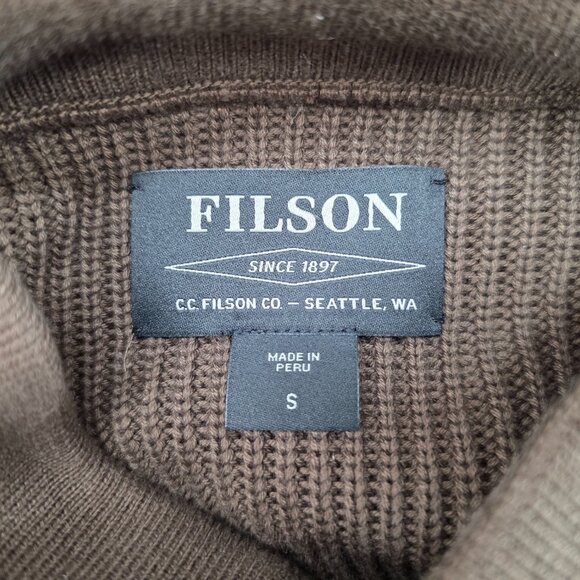 FILSON
SINCE 1897
C.C. FILSON CO. – SEATTLE, WA
MADE IN
PERU
S